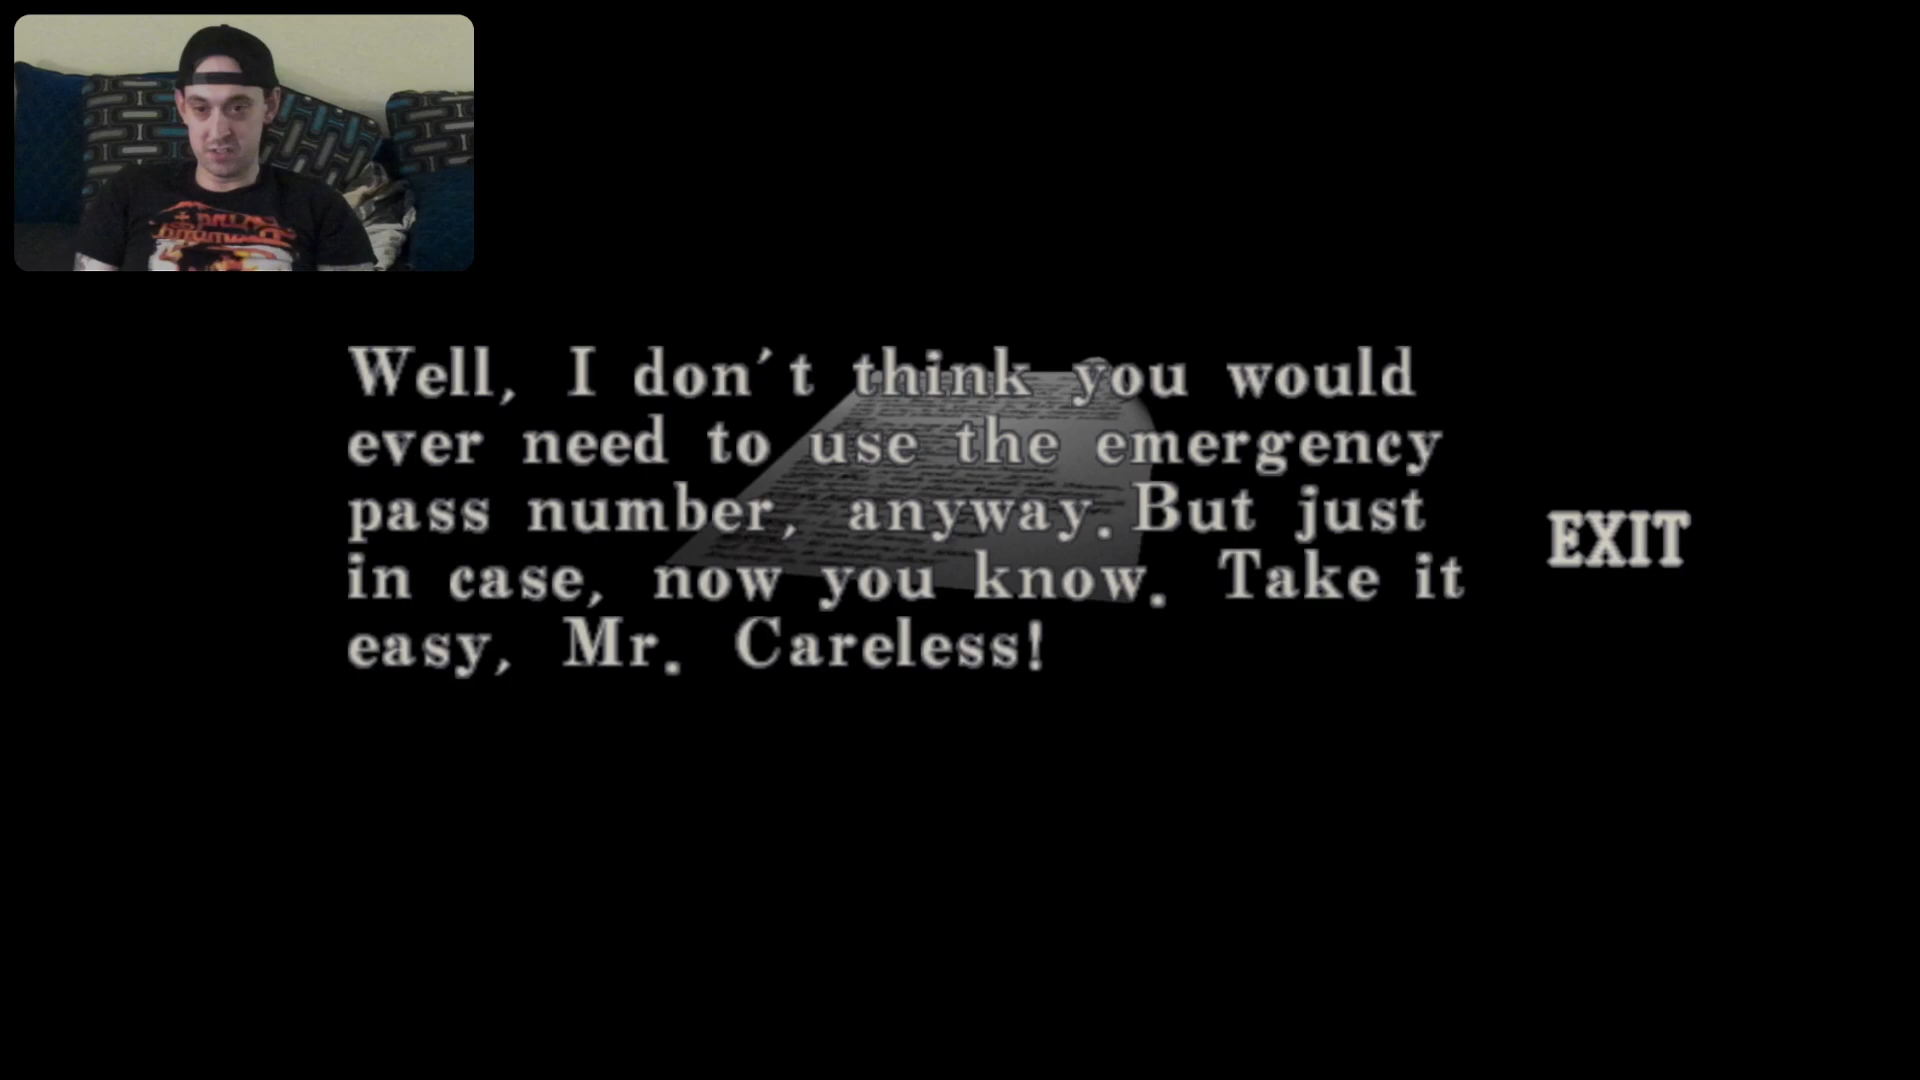 Well, I don't think you would
ever need to use the emergency
pass number, anyway. But just
in case, now you know. Take it
easy, Mr. Careless!
EXIT